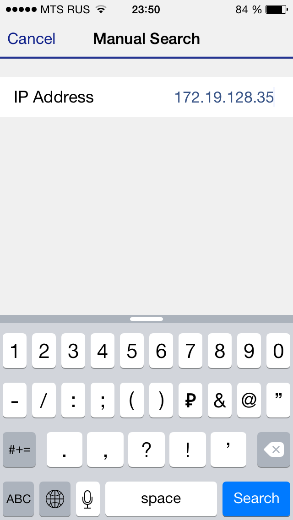 MTS RUS 23:50 84 %
Cancel Manual Search
IP Address 172.19.128.35
1 2 3 4 5 6 7 8 9 0
- / : ; ( ) ₽ & @ ”
#+= . , ? ! ’
ABC space Search